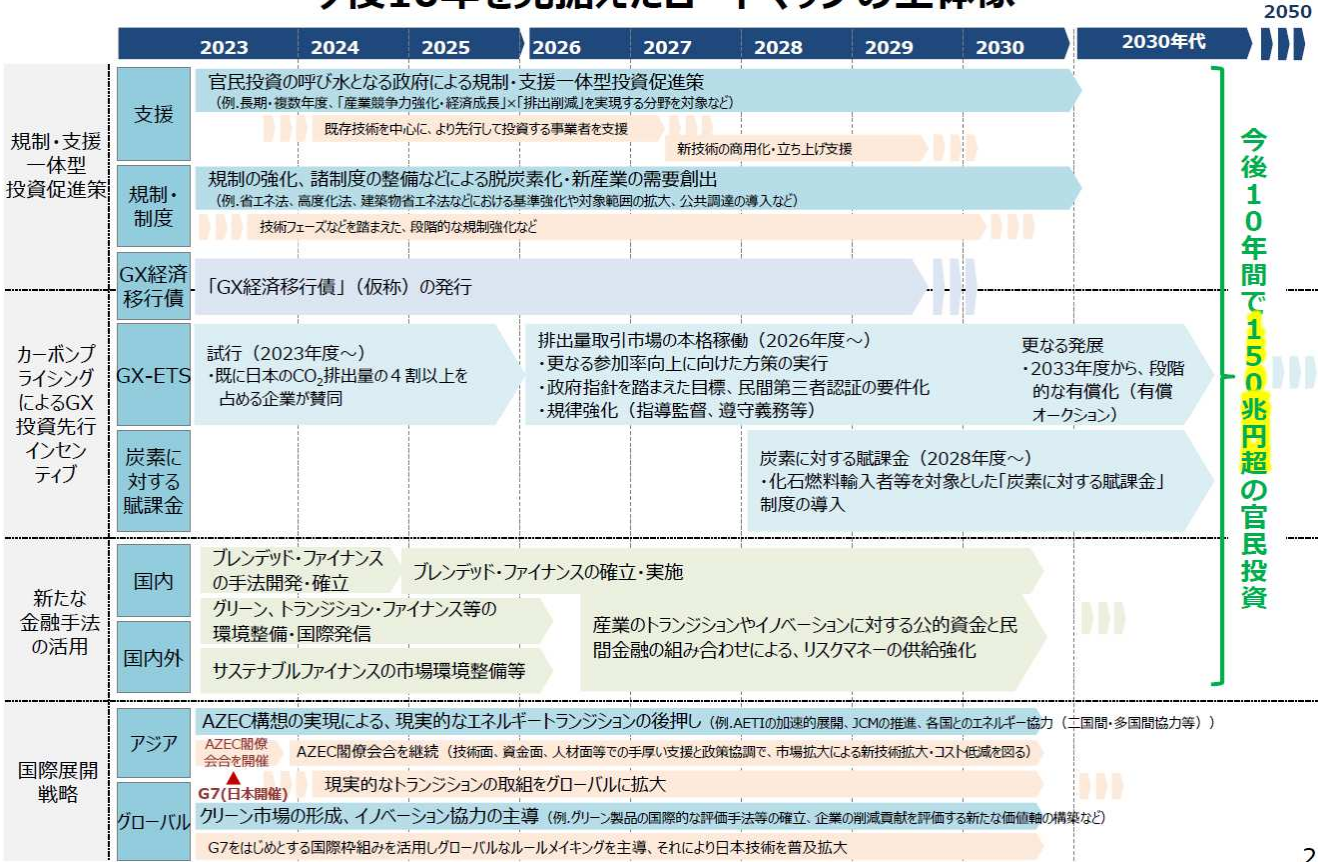 今後10年を見据えたロードマップの全体像
2050
2023 2024 2025 2026 2027 2028 2029 2030 2030年代
規制・支援
一体型
投資促進策
支援
官民投資の呼び水となる政府による規制・支援一体型投資促進策
（例.長期・複数年度、「産業競争力強化・経済成長」×「排出削減」を実現する分野を対象など）
既存技術を中心に、より先行して投資する事業者を支援
新技術の商用化・立ち上げ支援
規制・
制度
規制の強化、諸制度の整備などによる脱炭素化・新産業の需要創出
（例.省エネ法、高度化法、建築物省エネ法などにおける基準強化や対象範囲の拡大、公共調達の導入など）
技術フェーズなどを踏まえた、段階的な規制強化など
GX経済
移行債
「GX経済移行債」（仮称）の発行
カーボンプ
ライシング
によるGX
投資先行
インセン
ティブ
GX-ETS
試行（2023年度～）
・既に日本のCO₂排出量の４割以上を
占める企業が賛同
排出量取引市場の本格稼働（2026年度～）
・更なる参加率向上に向けた方策の実行
・政府指針を踏まえた目標、民間第三者認証の要件化
・規律強化（指導監督、遵守義務等）
更なる発展
・2033年度から、段階
的な有償化（有償
オークション）
炭素に
対する
賦課金
炭素に対する賦課金（2028年度～）
・化石燃料輸入者等を対象とした「炭素に対する賦課金」
制度の導入
新たな
金融手法
の活用
国内
ブレンデッド・ファイナンス
の手法開発・確立
ブレンデッド・ファイナンスの確立・実施
国内外
グリーン、トランジション・ファイナンス等の
環境整備・国際発信
サステナブルファイナンスの市場環境整備等
産業のトランジションやイノベーションに対する公的資金と民
間金融の組み合わせによる、リスクマネーの供給強化
国際展開
戦略
アジア
AZEC構想の実現による、現実的なエネルギートランジションの後押し（例.AETIの加速的展開、JCMの推進、各国とのエネルギー協力（二国間・多国間協力等））
AZEC閣僚
会合を開催
AZEC閣僚会合を継続（技術面、資金面、人材面等での手厚い支援と政策協調で、市場拡大による新技術拡大・コスト低減を図る）
G7(日本開催)
現実的なトランジションの取組をグローバルに拡大
グローバル
クリーン市場の形成、イノベーション協力の主導（例.グリーン製品の国際的な評価手法等の確立、企業の削減貢献を評価する新たな価値軸の構築など）
G7をはじめとする国際枠組みを活用しグローバルなルールメイキングを主導、それにより日本技術を普及拡大
今後10年間で150兆円超の官民投資
2